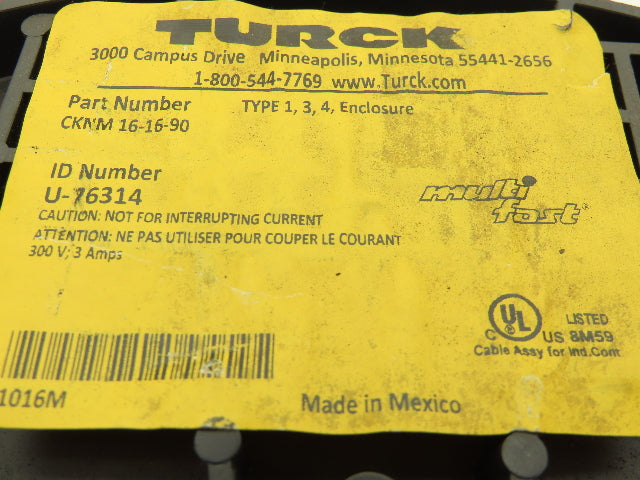 TURCK
3000 Campus Drive Minneapolis, Minnesota 55441-2656
1-800-544-7769 www.Turck.com
Part Number TYPE 1, 3, 4, Enclosure
CKNM 16-16-90
ID Number
U-76314
multi
fast
CAUTION: NOT FOR INTERRUPTING CURRENT
ATTENTION: NE PAS UTILISER POUR COUPER LE COURANT
300 V; 3 Amps
C UL US LISTED
8M59
Cable Assy for Ind.Cont
1016M
Made in Mexico